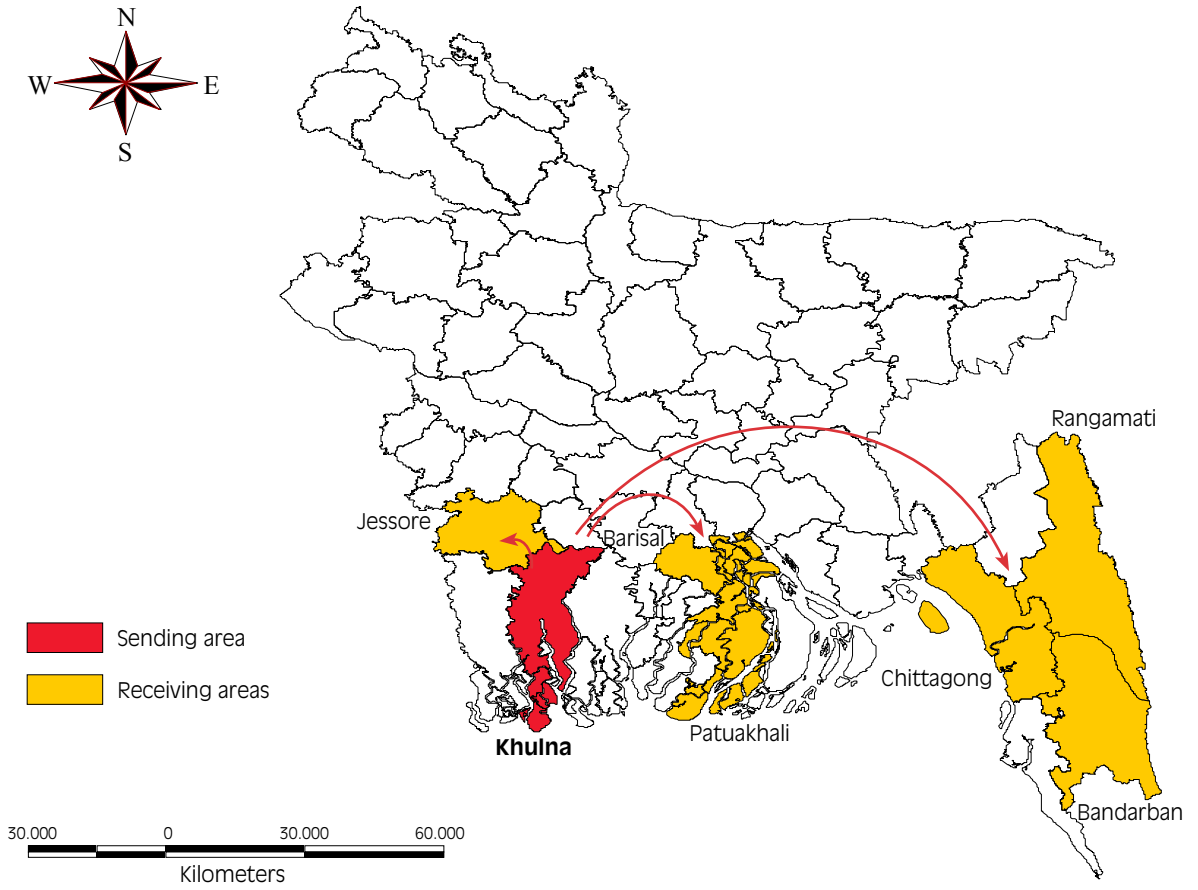 N
W
E
S
Rangamati
Jessore
Barisal
Sending area
Receiving areas
Chittagong
Patuakhali
Khulna
Bandarban
30.000 0 30.000 60.000
Kilometers